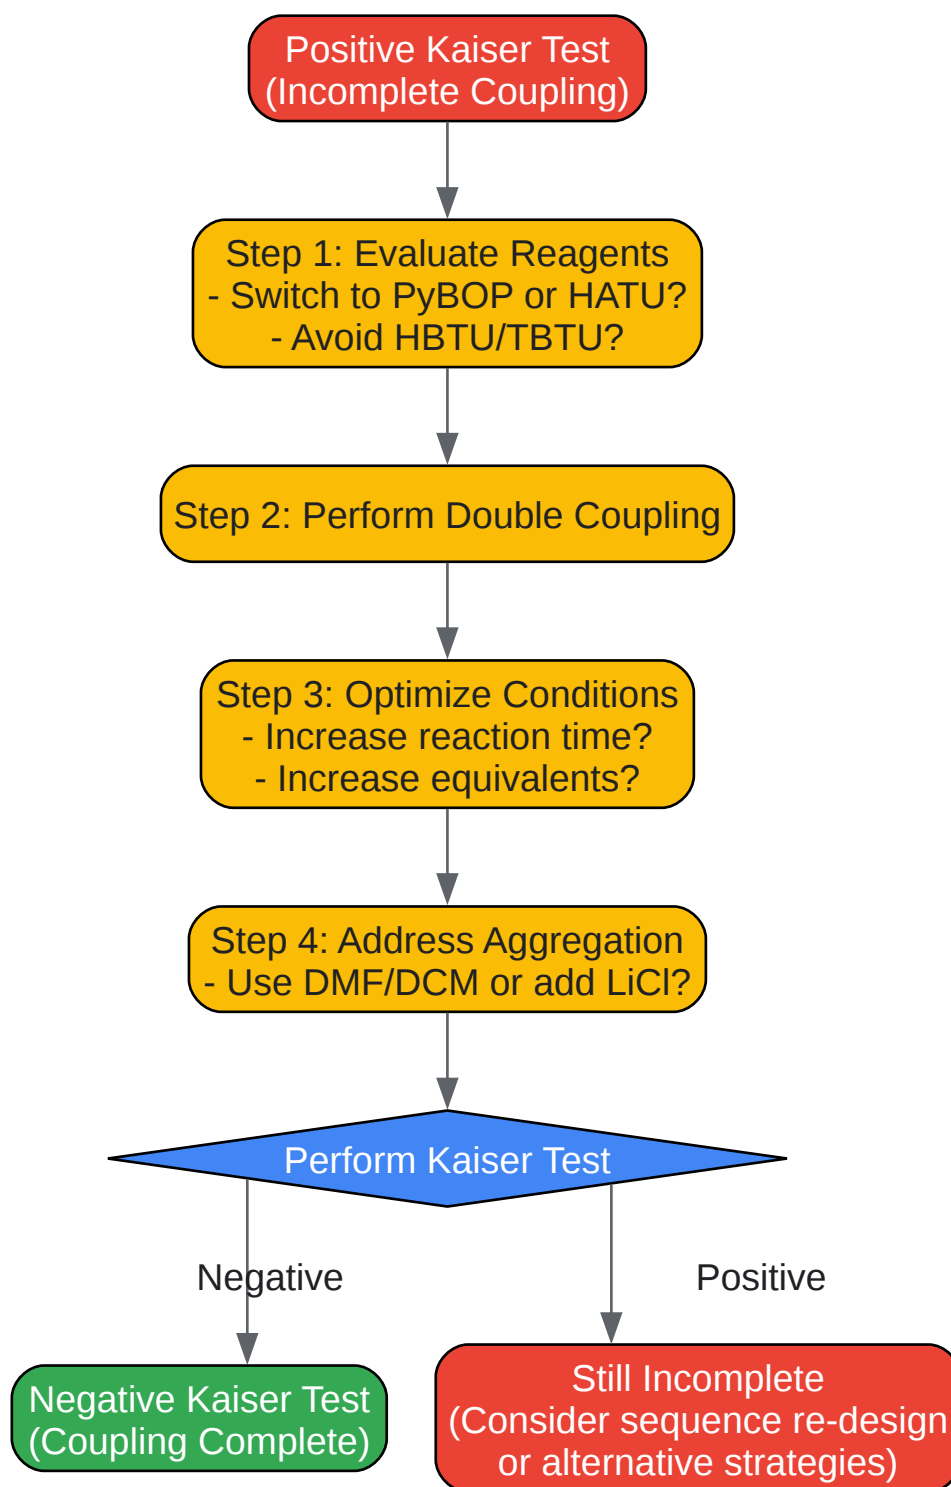 Positive Kaiser Test
(Incomplete Coupling)
Step 1: Evaluate Reagents
- Switch to PyBOP or HATU?
- Avoid HBTU/TBTU?
Step 2: Perform Double Coupling
Step 3: Optimize Conditions
- Increase reaction time?
- Increase equivalents?
Step 4: Address Aggregation
- Use DMF/DCM or add LiCl?
Perform Kaiser Test
Negative
Positive
Negative Kaiser Test
(Coupling Complete)
Still Incomplete
(Consider sequence re-design
or alternative strategies)